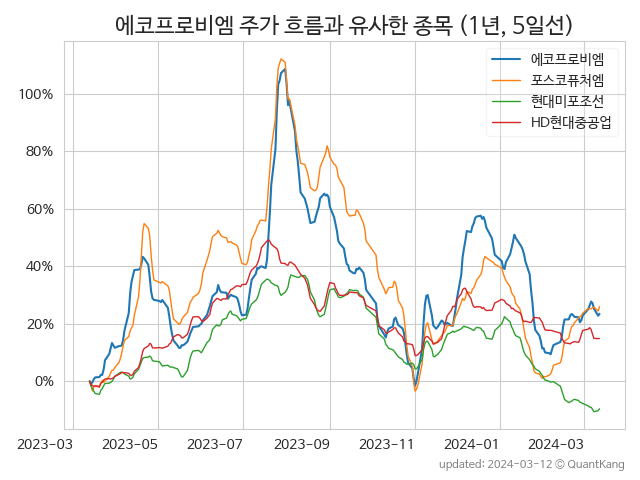 에코프로비엠 주가 흐름과 유사한 종목 (1년, 5일선)
에코프로비엠
포스코퓨처엠
현대미포조선
HD현대중공업
100%
80%
60%
40%
20%
0%
2023-03 2023-05 2023-07 2023-09 2023-11 2024-01 2024-03
updated: 2024-03-12 © QuantKang